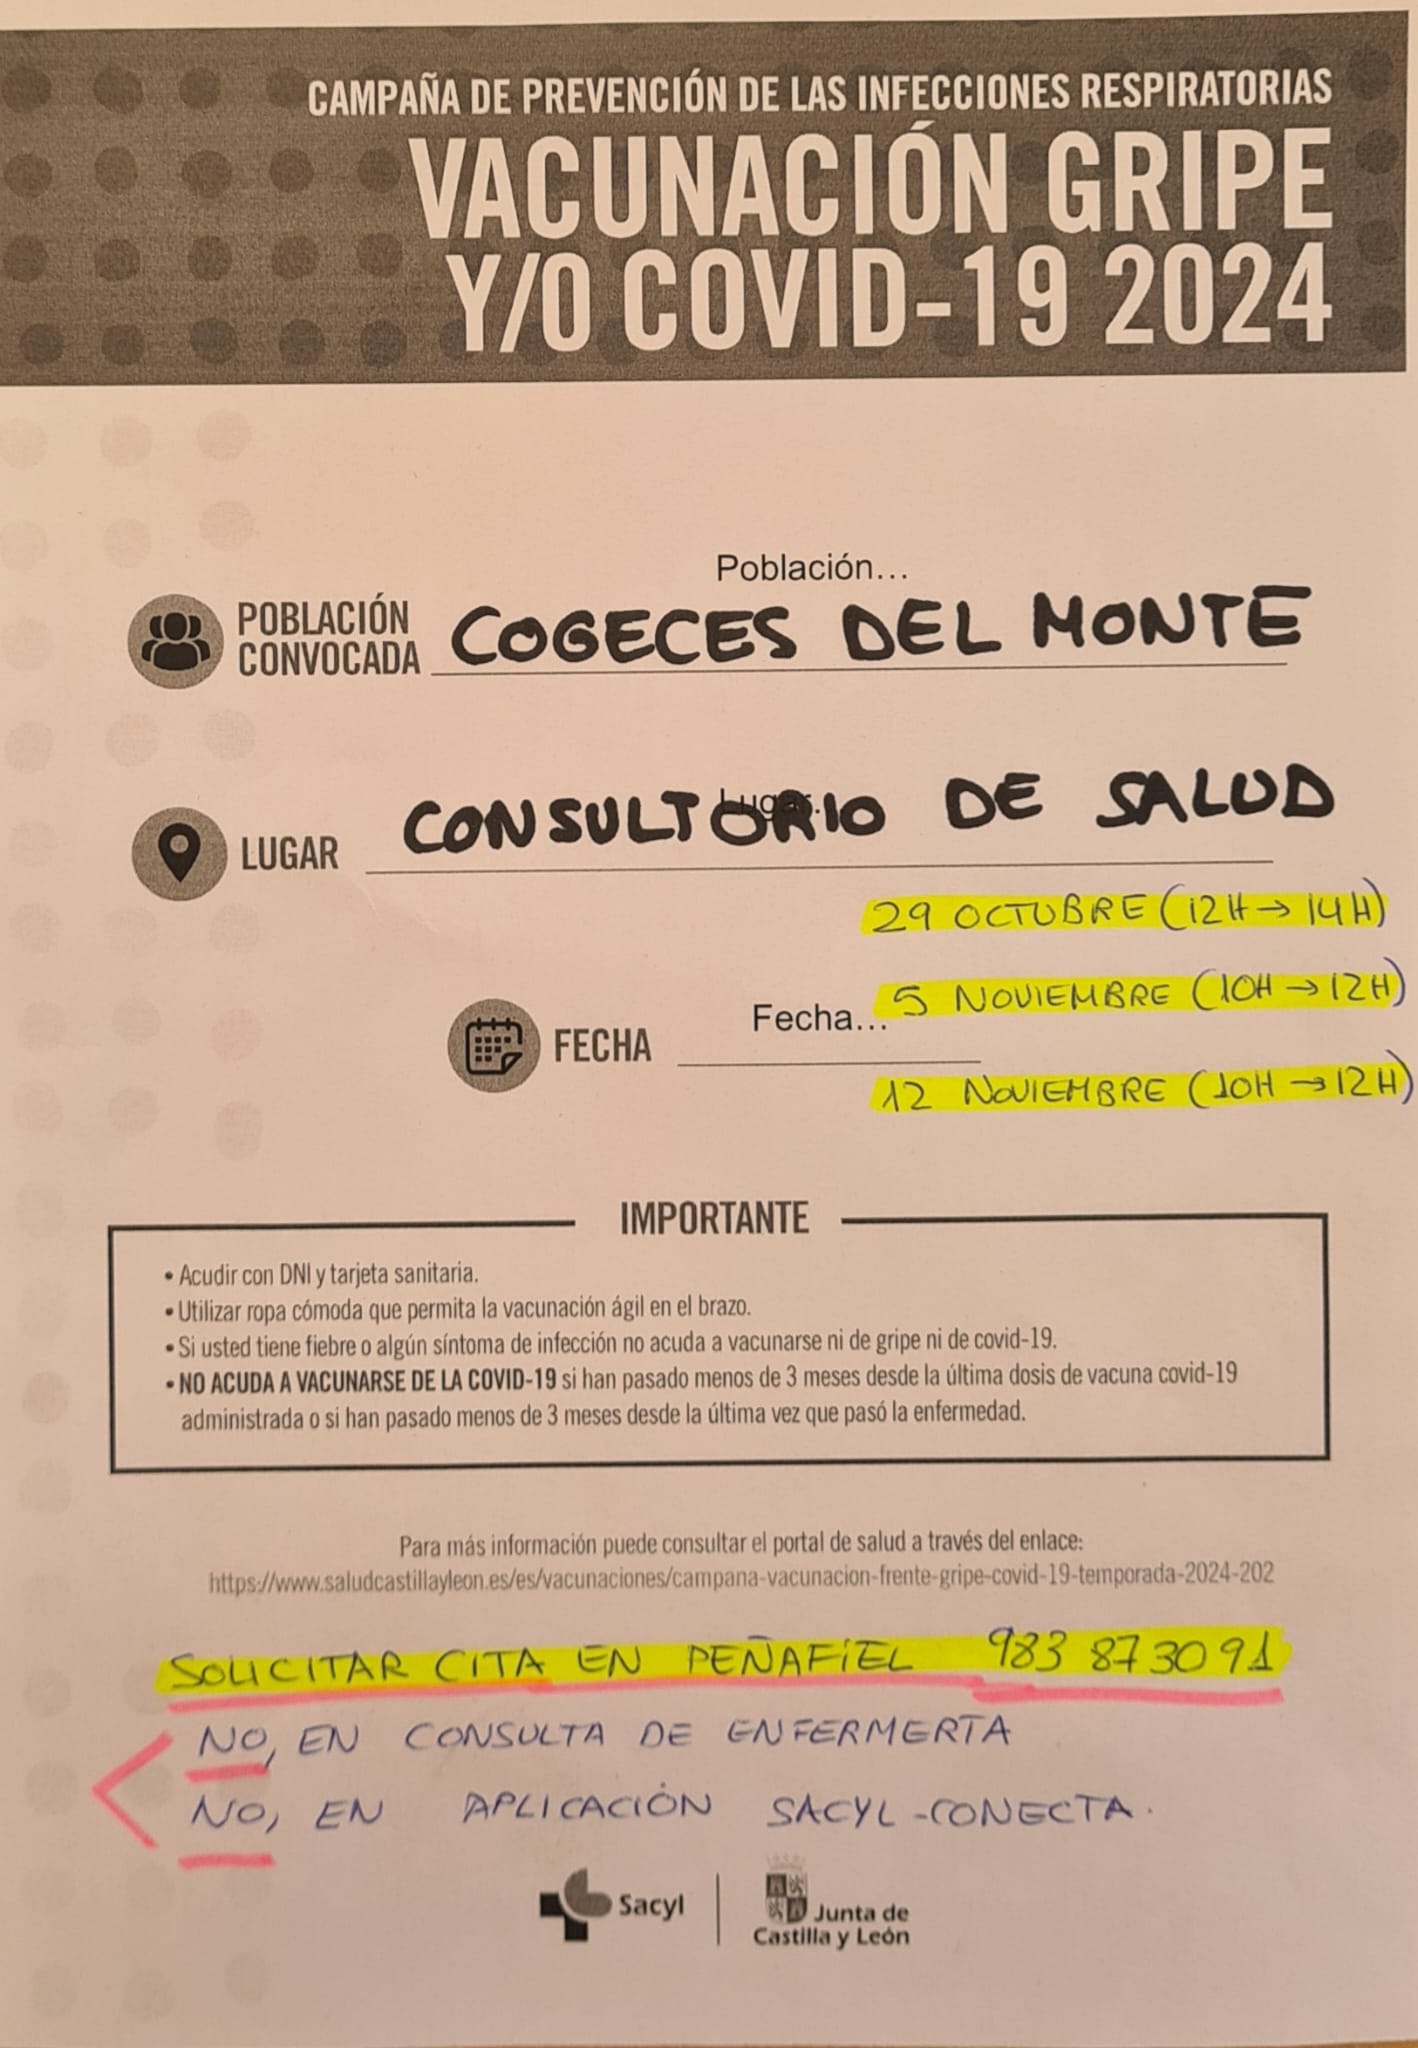 CAMPAÑA DE PREVENCIÓN DE LAS INFECCIONES RESPIRATORIAS
VACUNACIÓN GRIPE
Y/O COVID-19 2024
Población...
POBLACIÓN
CONVOCADA
COGECES DEL MONTE
LUGAR
Lugar...
CONSULTORIO DE SALUD
29 OCTUBRE (12H → 14H)
5 NOVIEMBRE (10H → 12H)
FECHA
Fecha...
12 NOVIEMBRE (10H → 12H)
IMPORTANTE
• Acudir con DNI y tarjeta sanitaria.
• Utilizar ropa cómoda que permita la vacunación ágil en el brazo.
• Si usted tiene fiebre o algún síntoma de infección no acuda a vacunarse ni de gripe ni de covid-19.
• NO ACUDA A VACUNARSE DE LA COVID-19 si han pasado menos de 3 meses desde la última dosis de vacuna covid-19
administrada o si han pasado menos de 3 meses desde la última vez que pasó la enfermedad.
Para más información puede consultar el portal de salud a través del enlace:
https://www.saludcastillayleon.es/es/vacunaciones/campana-vacunacion-frente-gripe-covid-19-temporada-2024-202
SOLICITAR CITA EN PEÑAFIEL 983 873091
NO, EN CONSULTA DE ENFERMERTA
NO, EN APLICACIÓN SACYL-CONECTA.
Sacyl
Junta de
Castilla y León